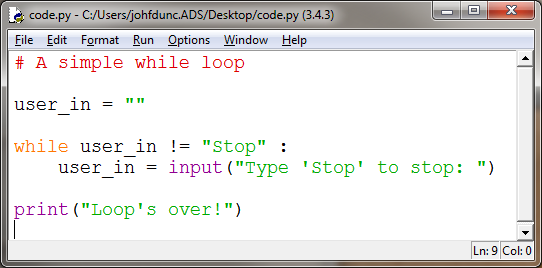 code.py - C:/Users/johfdunc.ADS/Desktop/code.py (3.4.3)
File Edit Format Run Options Window Help
# A simple while loop
user_in = ""
while user_in != "Stop" :
    user_in = input("Type 'Stop' to stop: ")
print("Loop's over!")
Ln: 9 Col: 0